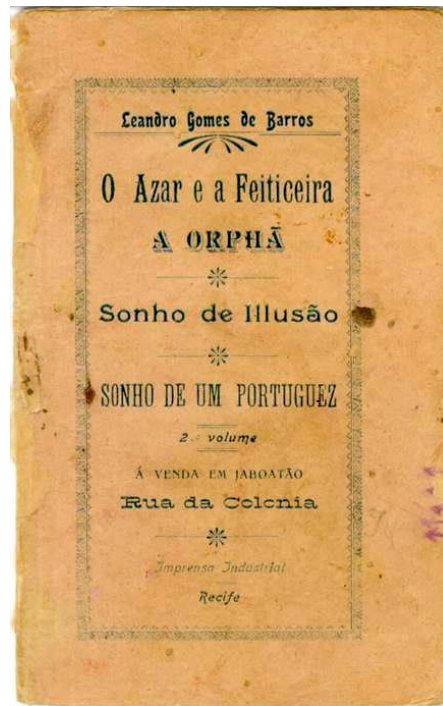 Leandro Gomes de Barros
O Azar e a Feiticeira
A ORPHÃ
Sonho de Illusão
SONHO DE UM PORTUGUEZ
2. volume
Á VENDA EM JABOATÃO
Rua da Colonia
Imprensa Industrial
Recife